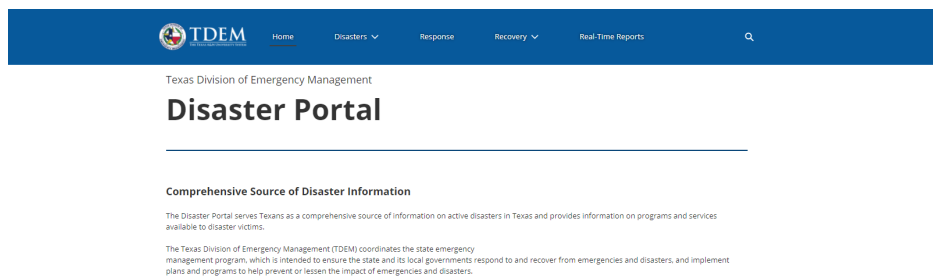 TDEM
THE TEXAS A&M UNIVERSITY SYSTEM
Home
Disasters
Response
Recovery
Real-Time Reports
Texas Division of Emergency Management
Disaster Portal
Comprehensive Source of Disaster Information
The Disaster Portal serves Texans as a comprehensive source of information on active disasters in Texas and provides information on programs and services
available to disaster victims.
The Texas Division of Emergency Management (TDEM) coordinates the state emergency
management program, which is intended to ensure the state and its local governments respond to and recover from emergencies and disasters, and implement
plans and programs to help prevent or lessen the impact of emergencies and disasters.